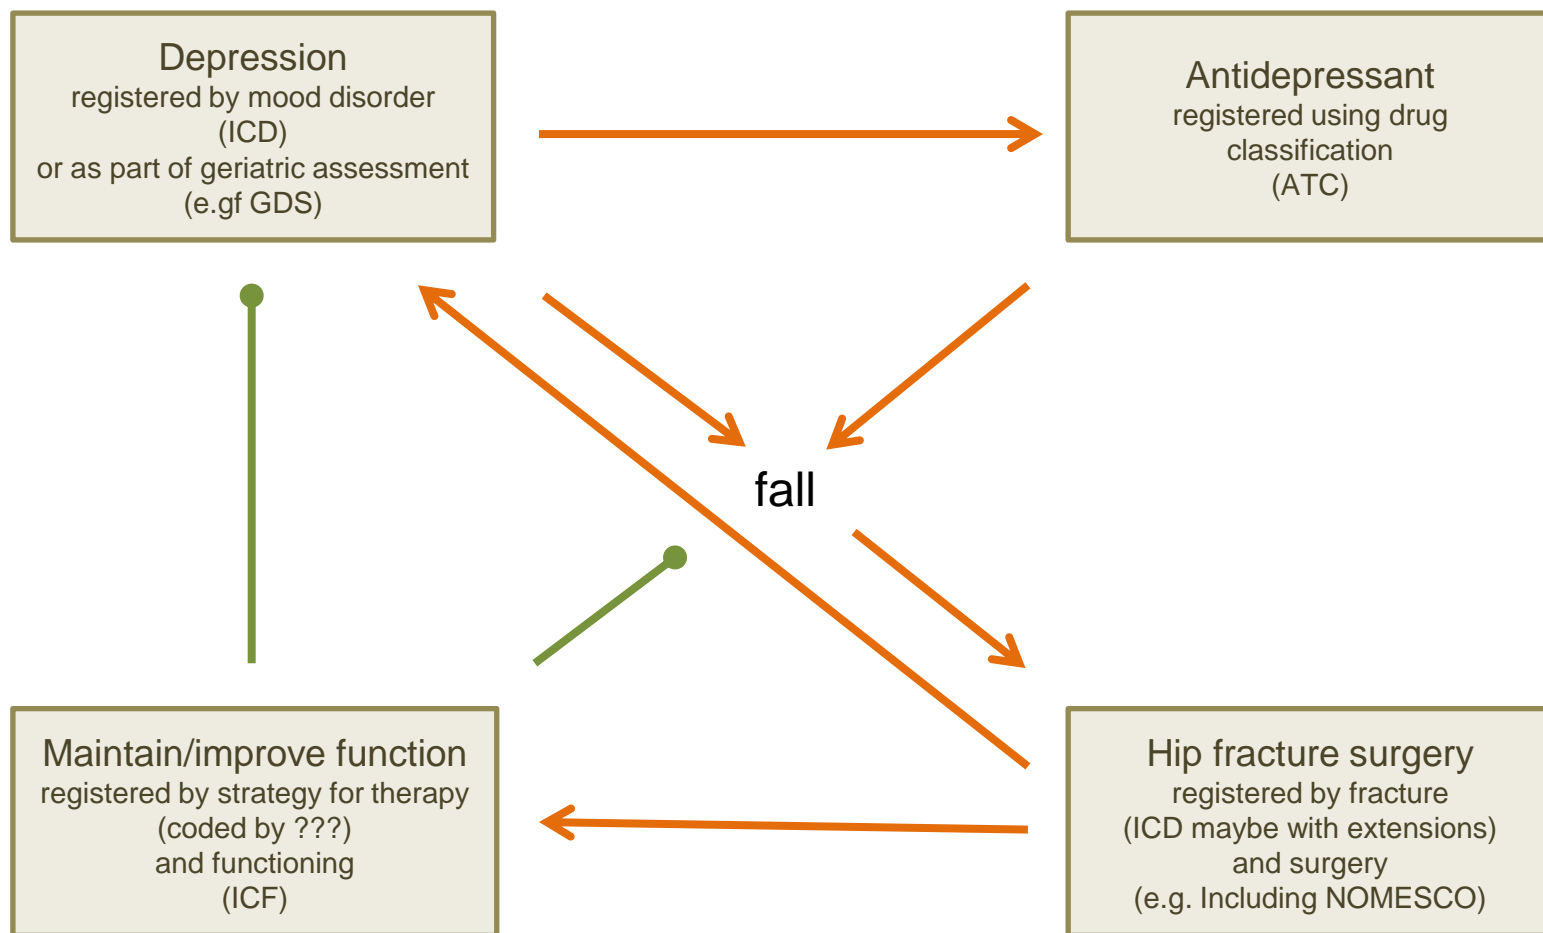 Depression
registered by mood disorder
(ICD)
or as part of geriatric assessment
(e.gf GDS)
Antidepressant
registered using drug
classification
(ATC)
fall
Maintain/improve function
registered by strategy for therapy
(coded by ???)
and functioning
(ICF)
Hip fracture surgery
registered by fracture
(ICD maybe with extensions)
and surgery
(e.g. Including NOMESCO)